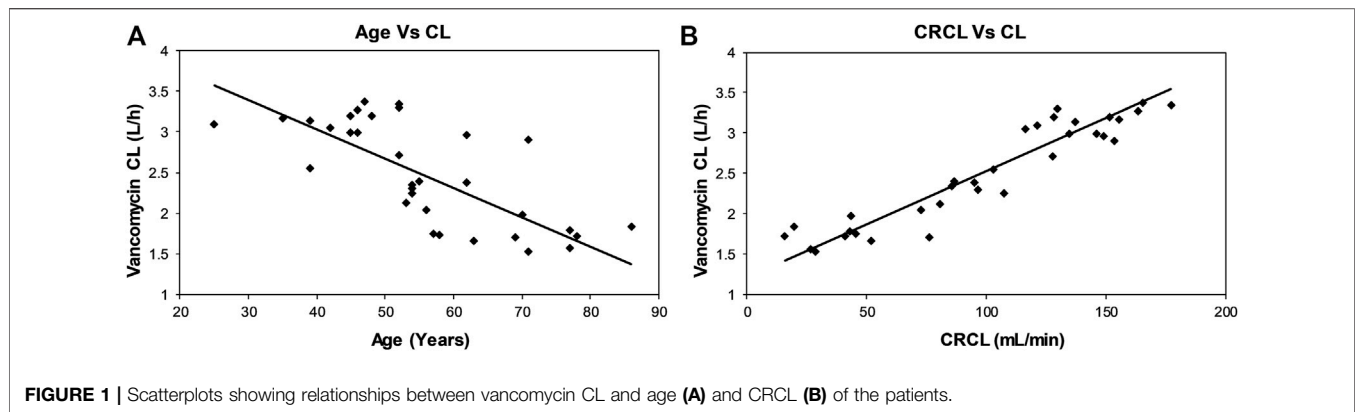 A
Age Vs CL
Vancomycin CL (L/h)
4
3.5
3
2.5
2
1.5
1
20 30 40 50 60 70 80 90
Age (Years)
B
CRCL Vs CL
Vancomycin CL (L/h)
4
3.5
3
2.5
2
1.5
1
0 50 100 150 200
CRCL (mL/min)
FIGURE 1 | Scatterplots showing relationships between vancomycin CL and age (A) and CRCL (B) of the patients.